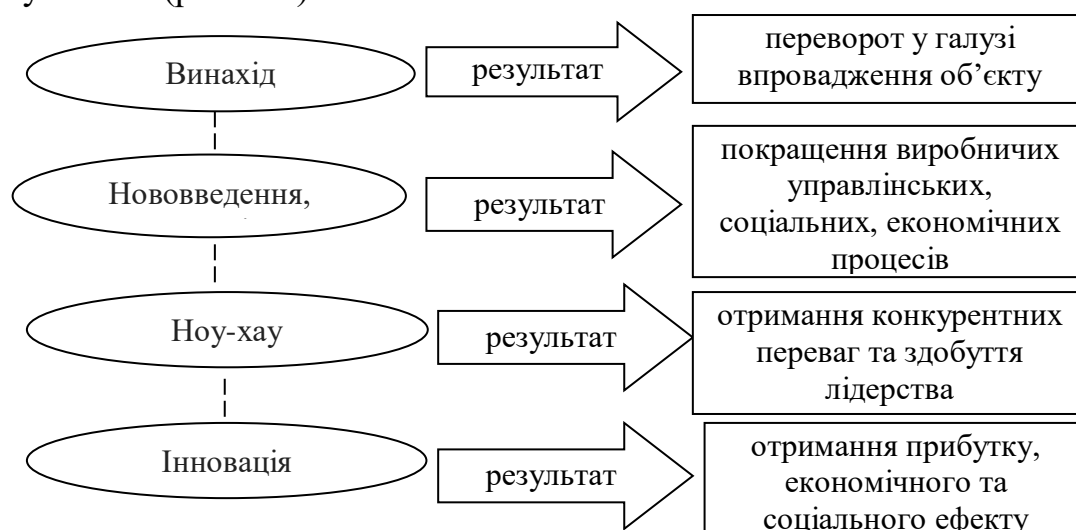 Винахід
результат
переворот у галузі
впровадження об’єкту
Нововведення,
результат
покращення виробничих
управлінських,
соціальних, економічних
процесів
Ноу-хау
результат
отримання конкурентних
переваг та здобуття
лідерства
Інновація
результат
отримання прибутку,
економічного та
соціального ефекту